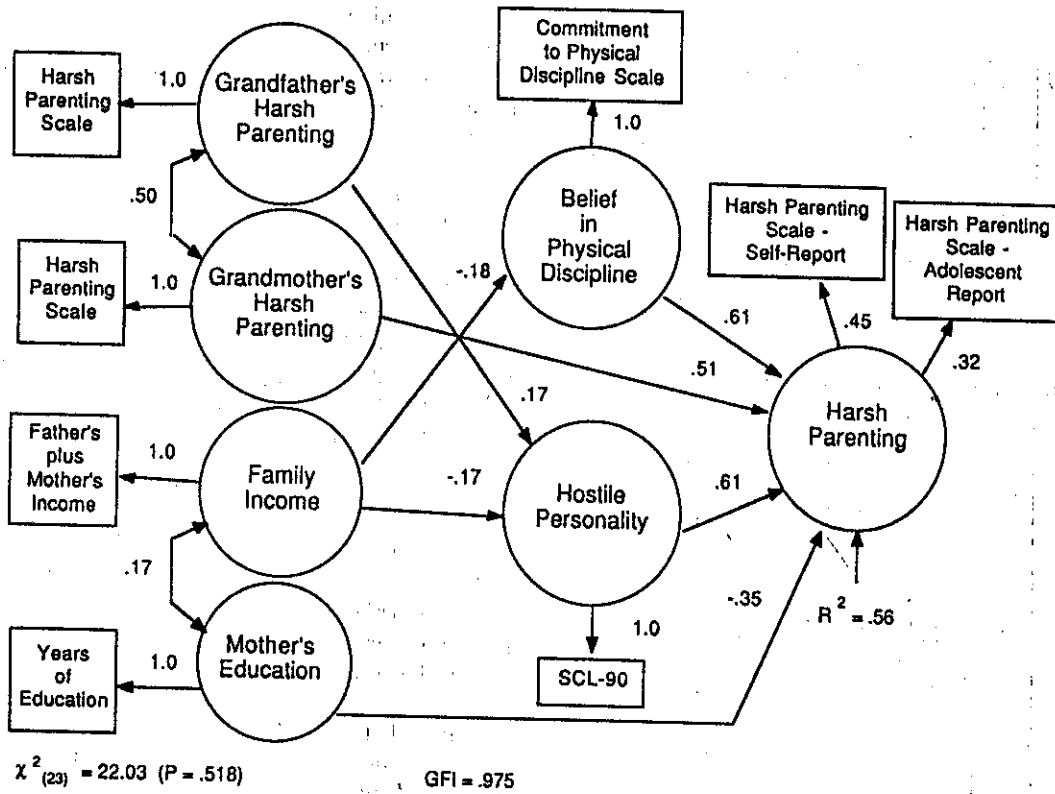 Commitment
to Physical
Discipline Scale
1.0
Harsh
Parenting
Scale
1.0
Grandfather's
Harsh
Parenting
.50
Harsh
Parenting
Scale
1.0
Grandmother's
Harsh
Parenting
Belief
in
Physical
Discipline
-.18
Harsh Parenting
Scale -
Self-Report
Harsh Parenting
Scale -
Adolescent
Report
.61
.45
.32
.51
.17
Harsh
Parenting
Father's
plus
Mother's
Income
1.0
Family
Income
-.17
Hostile
Personality
.61
.17
-.35
R² = .56
1.0
SCL-90
Years
of
Education
1.0
Mother's
Education
χ²(23) = 22.03 (P = .518)
GFI = .975